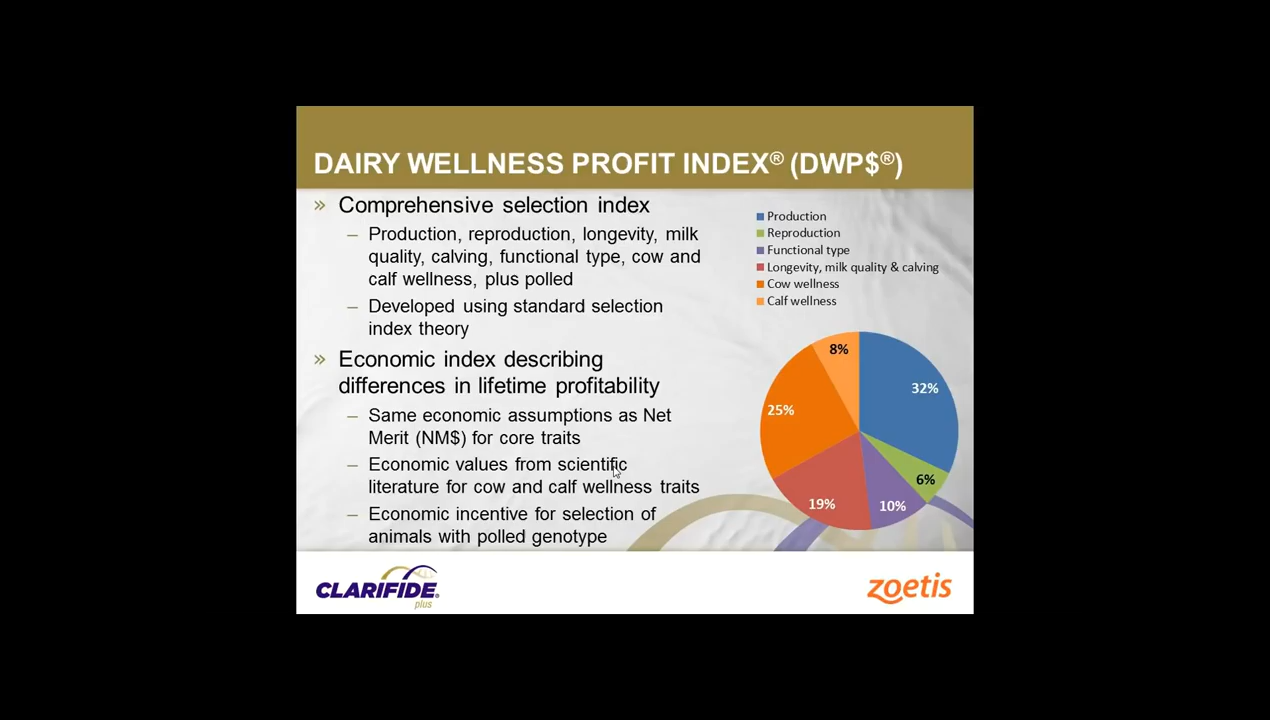 DAIRY WELLNESS PROFIT INDEX® (DWP$®)
» Comprehensive selection index
– Production, reproduction, longevity, milk
quality, calving, functional type, cow and
calf wellness, plus polled
– Developed using standard selection
index theory
» Economic index describing
differences in lifetime profitability
– Same economic assumptions as Net
Merit (NM$) for core traits
– Economic values from scientific
literature for cow and calf wellness traits
– Economic incentive for selection of
animals with polled genotype
Production
Reproduction
Functional type
Longevity, milk quality & calving
Cow wellness
Calf wellness
8%
32%
25%
6%
19%
10%
CLARIFIDE®
plus
zoetis